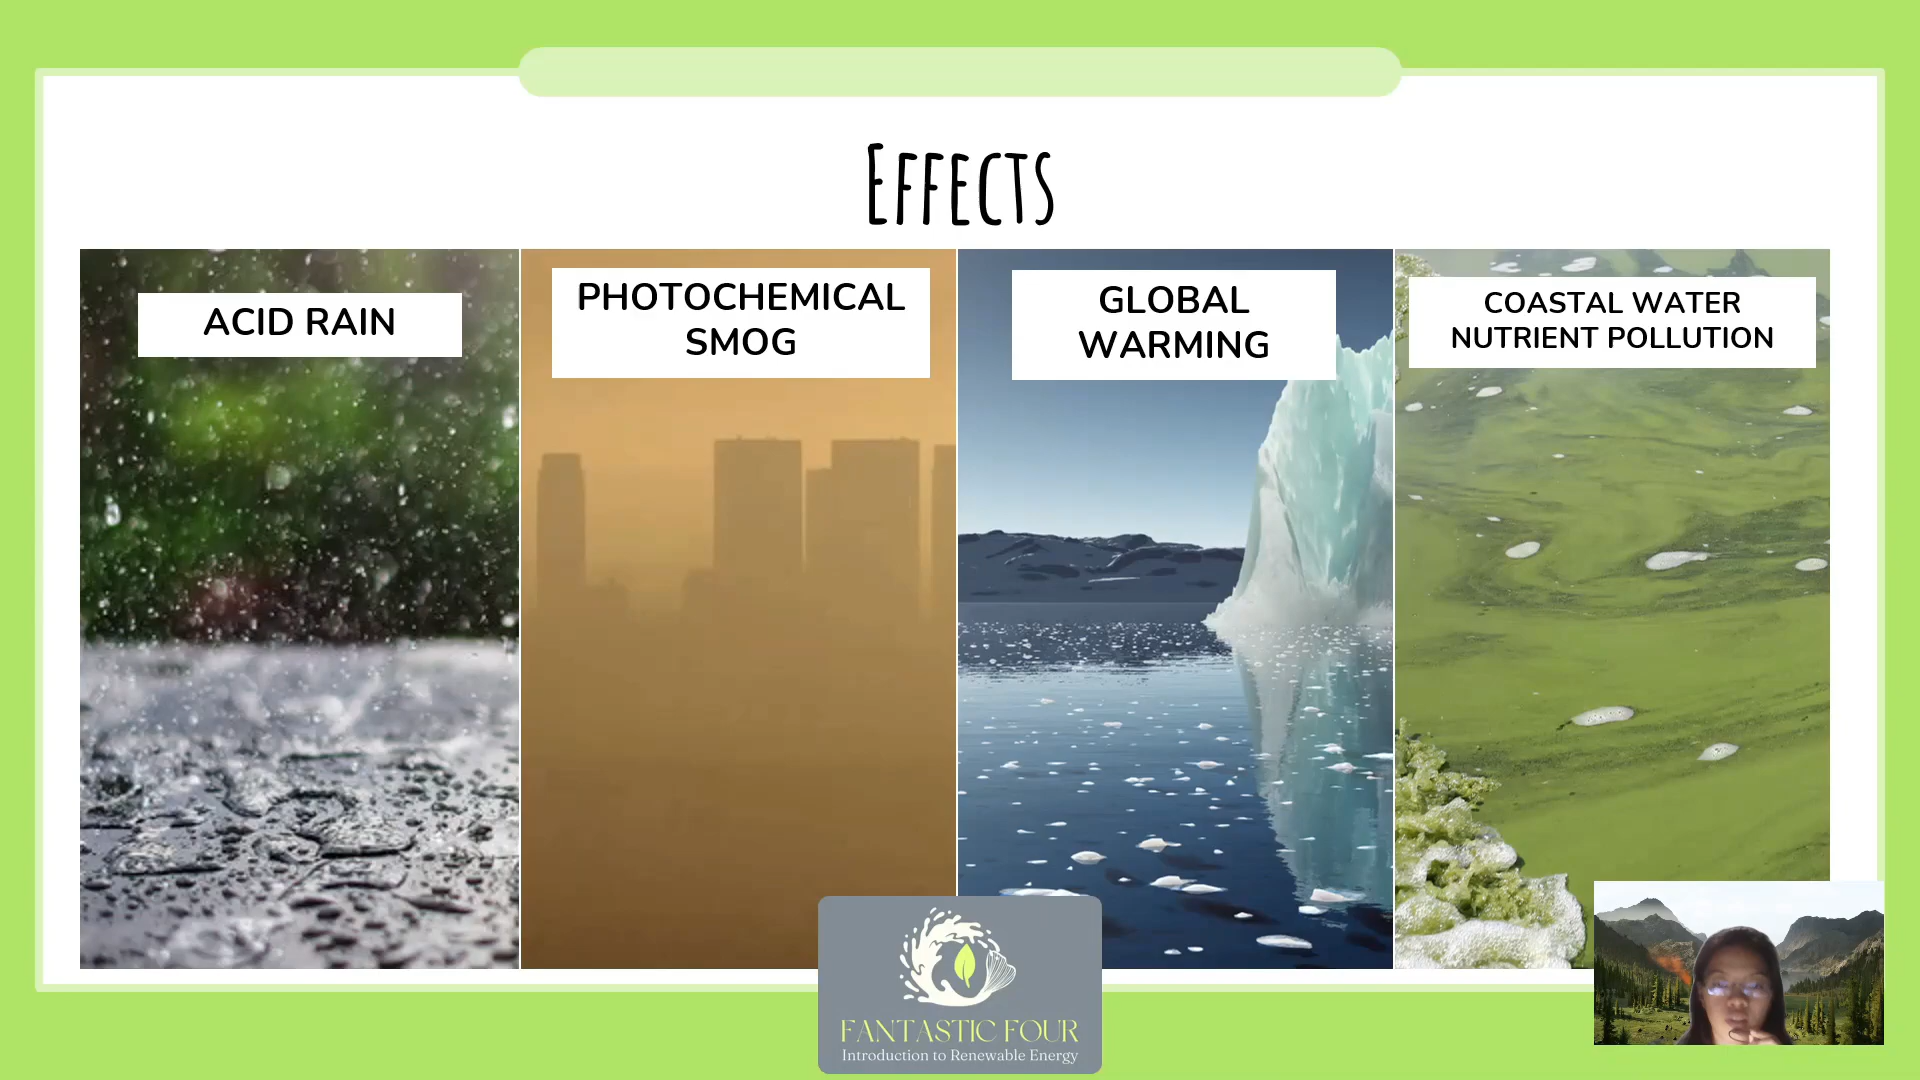 EFFECTS
ACID RAIN
PHOTOCHEMICAL
SMOG
GLOBAL
WARMING
COASTAL WATER
NUTRIENT POLLUTION
FANTASTIC FOUR
Introduction to Renewable Energy